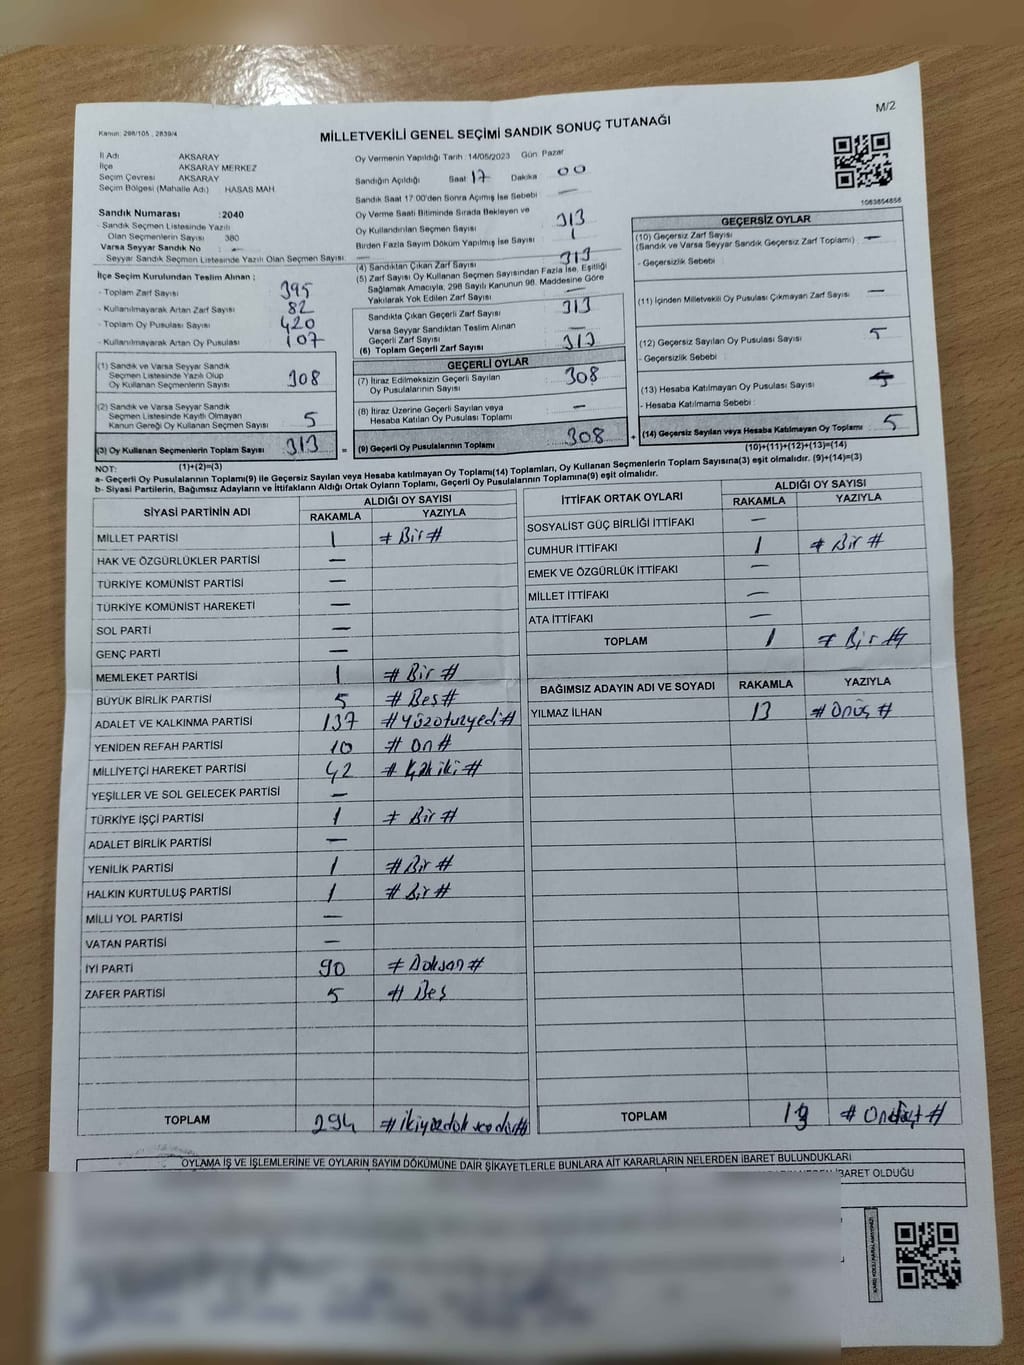 M/2
Kanun: 298/105 , 2839/4
MİLLETVEKİLİ GENEL SEÇİMİ SANDIK SONUÇ TUTANAĞI
İl Adı AKSARAY
İlçe AKSARAY MERKEZ
Seçim Çevresi AKSARAY
Seçim Bölgesi (Mahalle Adı) HASAS MAH.
Sandık Numarası : 2040
- Sandık Seçmen Listesinde Yazılı
Olan Seçmenlerin Sayısı 380
Varsa Seyyar Sandık No : —
Seyyar Sandık Seçmen Listesinde Yazılı Olan Seçmen Sayısı : —
İlçe Seçim Kurulundan Teslim Alınan :
- Toplam Zarf Sayısı 395
- Kullanılmayarak Artan Zarf Sayısı 82
- Toplam Oy Pusulası Sayısı 420
- Kullanılmayarak Artan Oy Pusulası 107
(1) Sandık ve Varsa Seyyar Sandık
Seçmen Listesinde Yazılı Olup
Oy Kullanan Seçmenlerin Sayısı 308
(2) Sandık ve Varsa Seyyar Sandık
Seçmen Listesinde Kayıtlı Olmayan
Kanun Gereği Oy Kullanan Seçmen Sayısı 5
(3) Oy Kullanan Seçmenlerin Toplam Sayısı 313 =
(1)+(2)=(3)
Oy Vermenin Yapıldığı Tarih : 14/05/2023 Gün: Pazar
Sandığın Açıldığı Saat 17 Dakika 00
Sandık Saat 17:00'den Sonra Açılmış İse Sebebi —
Oy Verme Saati Bitiminde Sırada Bekleyen ve
Oy Kullandırılan Seçmen Sayısı 313
Birden Fazla Sayım Döküm Yapılmış İse Sayısı 1
(4) Sandıktan Çıkan Zarf Sayısı 313
(5) Zarf Sayısı Oy Kullanan Seçmen Sayısından Fazla İse, Eşitliği
Sağlamak Amacıyla, 298 Sayılı Kanunun 98. Maddesine Göre
Yakılarak Yok Edilen Zarf Sayısı —
Sandıkta Çıkan Geçerli Zarf Sayısı 313
Varsa Seyyar Sandıktan Teslim Alınan
Geçerli Zarf Sayısı —
(6) Toplam Geçerli Zarf Sayısı 313
GEÇERLİ OYLAR
(7) İtiraz Edilmeksizin Geçerli Sayılan
Oy Pusulalarının Sayısı 308
(8) İtiraz Üzerine Geçerli Sayılan veya
Hesaba Katılan Oy Pusulası Toplamı —
(9) Geçerli Oy Pusulalarının Toplamı 308 +
1083854858
GEÇERSİZ OYLAR
(10) Geçersiz Zarf Sayısı
(Sandık ve Varsa Seyyar Sandık Geçersiz Zarf Toplamı) —
- Geçersizlik Sebebi :
(11) İçinden Milletvekili Oy Pusulası Çıkmayan Zarf Sayısı —
(12) Geçersiz Sayılan Oy Pusulası Sayısı 5
- Geçersizlik Sebebi :
(13) Hesaba Katılmayan Oy Pusulası Sayısı
- Hesaba Katılmama Sebebi :
(14) Geçersiz Sayılan veya Hesaba Katılmayan Oy Toplamı 5
(10)+(11)+(12)+(13)=(14)
NOT:
a- Geçerli Oy Pusulalarının Toplamı(9) ile Geçersiz Sayılan veya Hesaba katılmayan Oy Toplamı(14) Toplamları, Oy Kullanan Seçmenlerin Toplam Sayısına(3) eşit olmalıdır. (9)+(14)=(3)
b- Siyasi Partilerin, Bağımsız Adayların ve İttifakların Aldığı Ortak Oyların Toplamı, Geçerli Oy Pusulalarının Toplamına(9) eşit olmalıdır.
SİYASİ PARTİNİN ADI ALDIĞI OY SAYISI
RAKAMLA YAZIYLA
MİLLET PARTİSİ 1 # Bir #
HAK VE ÖZGÜRLÜKLER PARTİSİ —
TÜRKİYE KOMÜNİST PARTİSİ —
TÜRKİYE KOMÜNİST HAREKETİ —
SOL PARTİ —
GENÇ PARTİ —
MEMLEKET PARTİSİ 1 # Bir #
BÜYÜK BİRLİK PARTİSİ 5 # Beş #
ADALET VE KALKINMA PARTİSİ 137 # Yüzotuzyedi #
YENİDEN REFAH PARTİSİ 10 # on #
MİLLİYETÇİ HAREKET PARTİSİ 42 # Kırkiki #
YEŞİLLER VE SOL GELECEK PARTİSİ —
TÜRKİYE İŞÇİ PARTİSİ 1 # Bir #
ADALET BİRLİK PARTİSİ —
YENİLİK PARTİSİ 1 # Bir #
HALKIN KURTULUŞ PARTİSİ 1 # Bir #
MİLLİ YOL PARTİSİ —
VATAN PARTİSİ —
İYİ PARTİ 90 # Doksan #
ZAFER PARTİSİ 5 # Beş
TOPLAM 294 # ikiyüzdoksandört #
İTTİFAK ORTAK OYLARI ALDIĞI OY SAYISI
RAKAMLA YAZIYLA
SOSYALİST GÜÇ BİRLİĞİ İTTİFAKI —
CUMHUR İTTİFAKI 1 # Bir #
EMEK VE ÖZGÜRLÜK İTTİFAKI —
MİLLET İTTİFAKI —
ATA İTTİFAKI —
TOPLAM 1 # Bir #
BAĞIMSIZ ADAYIN ADI VE SOYADI RAKAMLA YAZIYLA
YILMAZ İLHAN 13 # Onüç #
TOPLAM
OYLAMA İŞ VE İŞLEMLERİNE VE OYLARIN SAYIM DÖKÜMÜNE DAİR ŞİKAYETLERLE BUNLARA AİT KARARLARIN NELERDEN İBARET BULUNDUKLARI
İBARET OLDUĞU